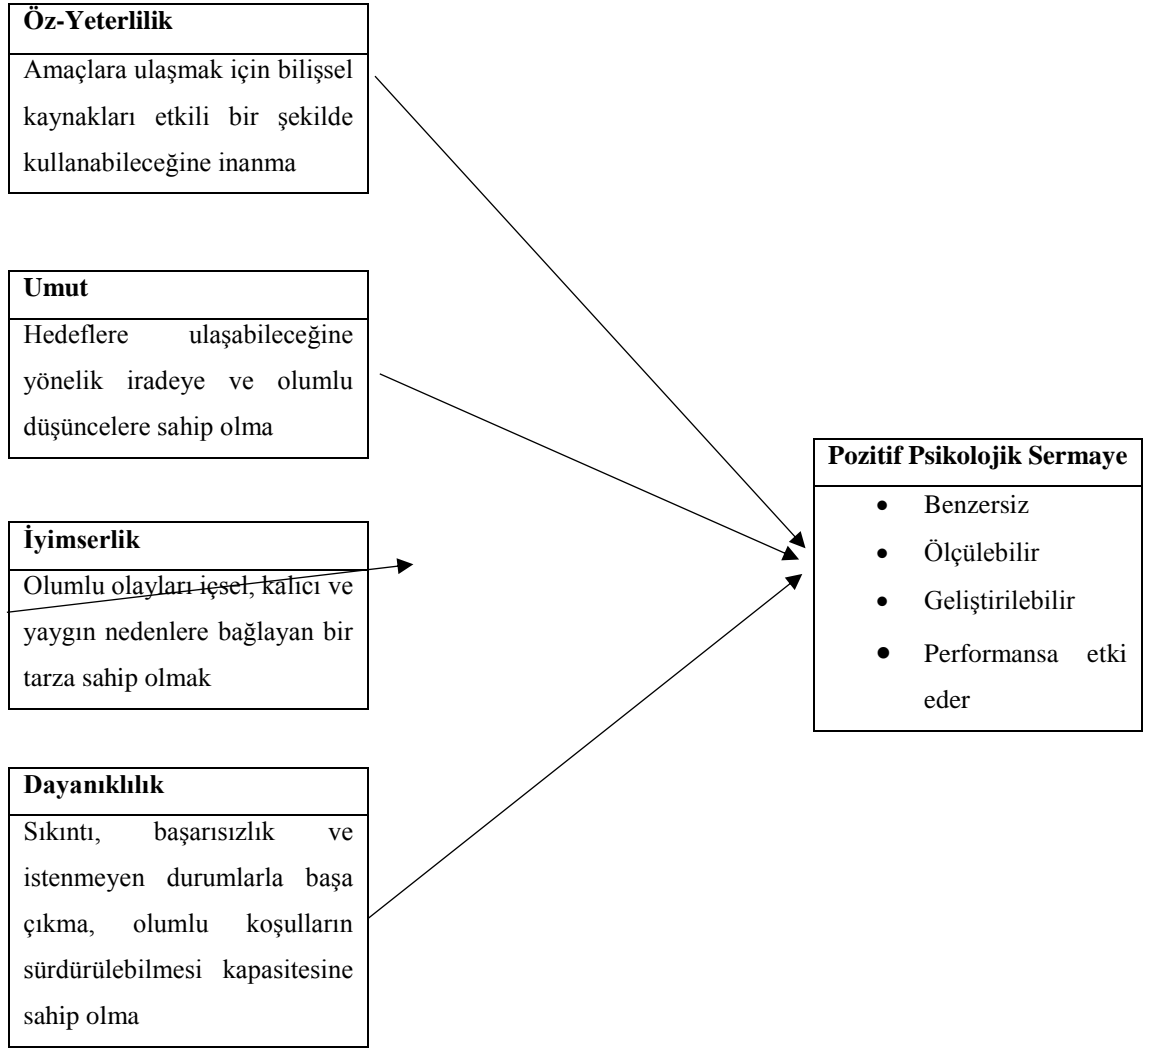 Öz-Yeterlilik
Amaçlara ulaşmak için bilişsel
kaynakları etkili bir şekilde
kullanabileceğine inanma
Umut
Hedeflere ulaşabileceğine
yönelik iradeye ve olumlu
düşüncelere sahip olma
İyimserlik
Olumlu olayları içsel, kalıcı ve
yaygın nedenlere bağlayan bir
tarza sahip olmak
Dayanıklılık
Sıkıntı, başarısızlık ve
istenmeyen durumlarla başa
çıkma, olumlu koşulların
sürdürülebilmesi kapasitesine
sahip olma
Pozitif Psikolojik Sermaye
• Benzersiz
• Ölçülebilir
• Geliştirilebilir
• Performansa etki
eder